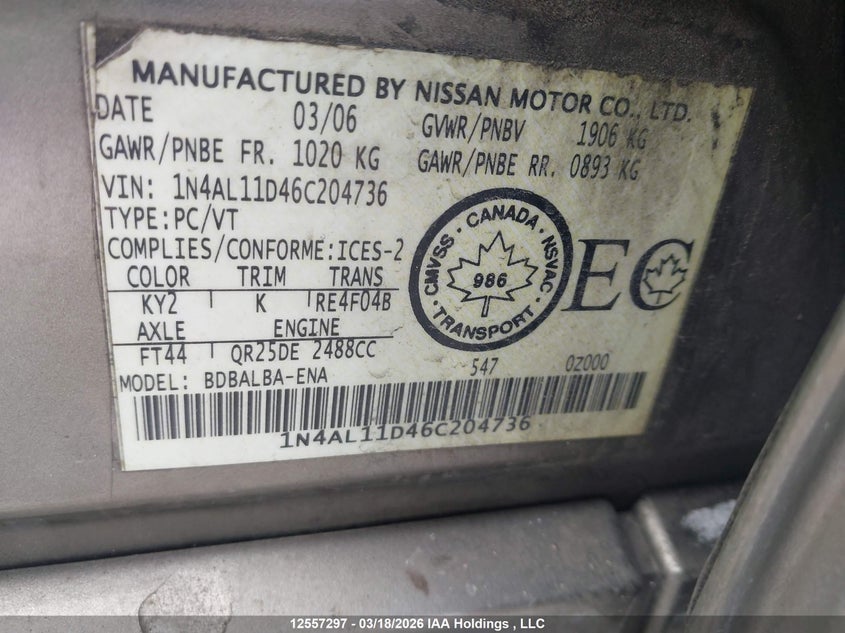 MANUFACTURED BY NISSAN MOTOR CO., LTD.
DATE 03/06 GVWR/PNBV 1906 KG
GAWR/PNBE FR. 1020 KG GAWR/PNBE RR. 0893 KG
VIN: 1N4AL11D46C204736
TYPE:PC/VT
COMPLIES/CONFORME:ICES-2
CMVSS · CANADA · NSVAC · TRANSPORT ·
986
EC
COLOR TRIM TRANS
KY2 K RE4F04B
AXLE ENGINE
FT44 QR25DE 2488CC
MODEL: BDBALBA-ENA 547 0Z000
1N4AL11D46C204736
12557297 - 03/18/2026 IAA Holdings , LLC